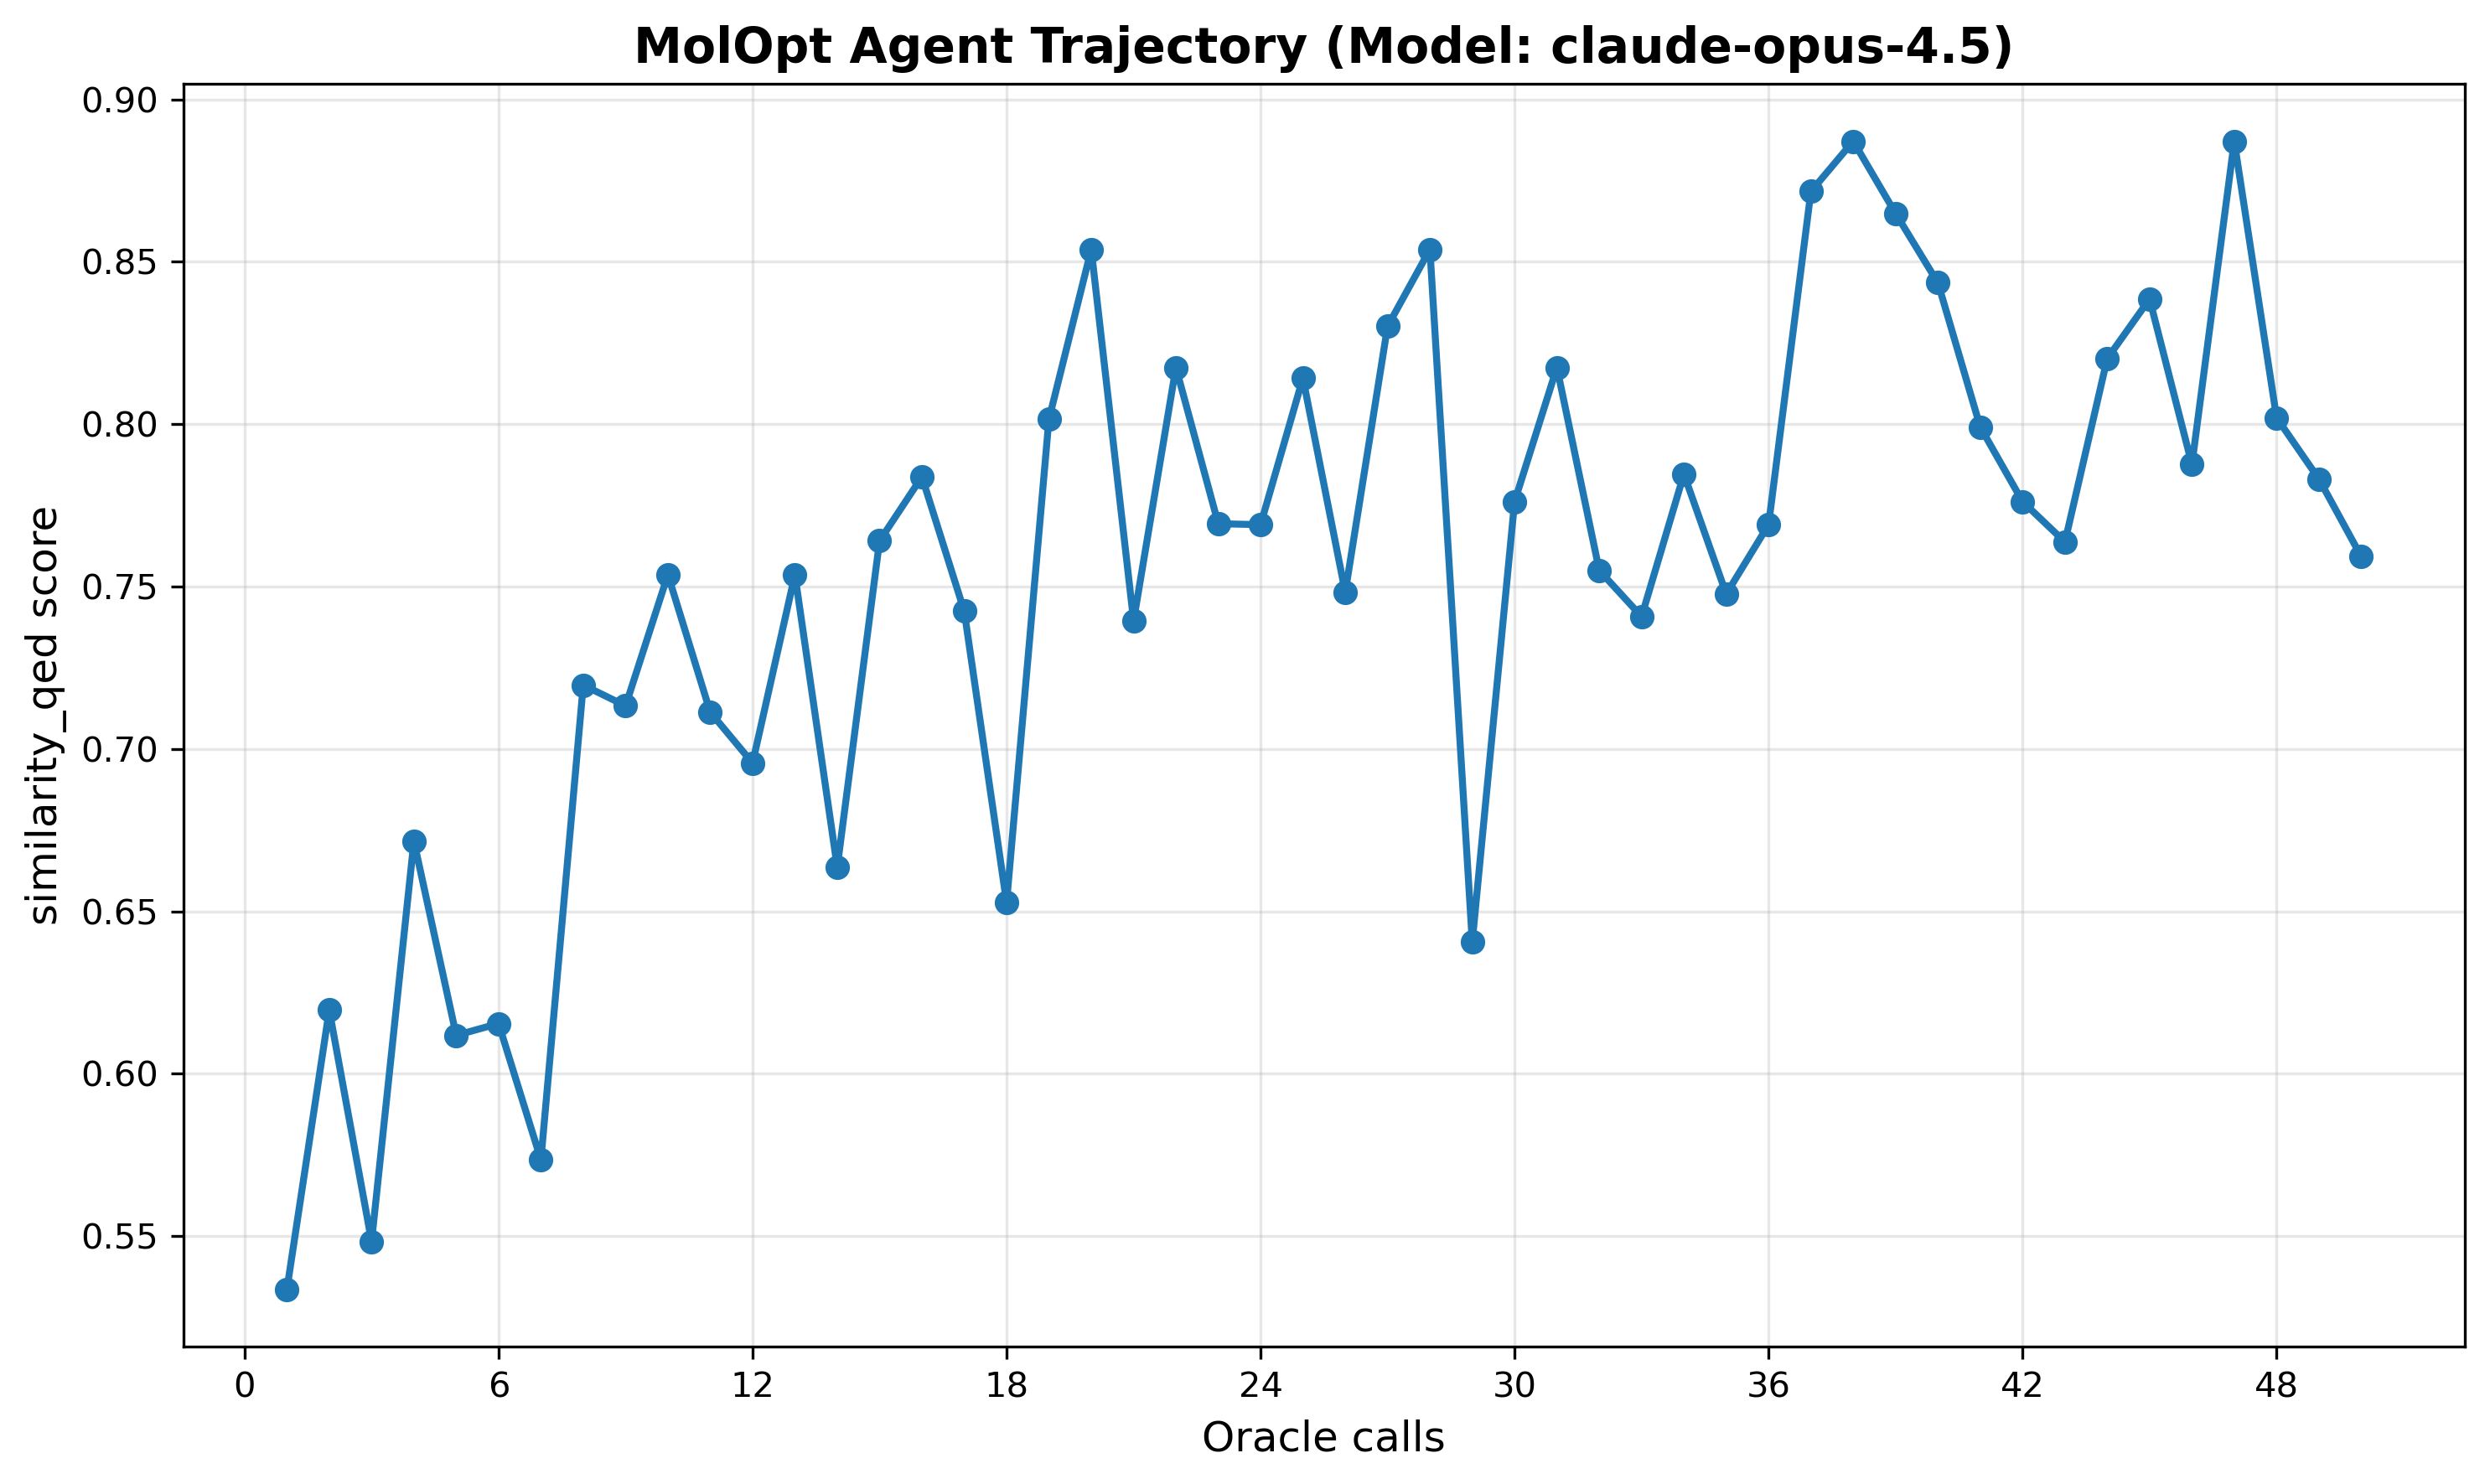 MolOpt Agent Trajectory (Model: claude-opus-4.5)
similarity_qed score
0.90
0.85
0.80
0.75
0.70
0.65
0.60
0.55
0 6 12 18 24 30 36 42 48
Oracle calls